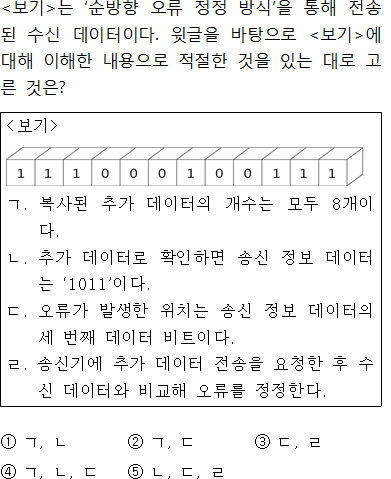 <보기>는 ‘순방향 오류 정정 방식’을 통해 전송
된 수신 데이터이다. 윗글을 바탕으로 <보기>에
대해 이해한 내용으로 적절한 것을 있는 대로 고
른 것은?
<보기>
1 1 1 0 0 0 1 0 0 1 1 1
ㄱ. 복사된 추가 데이터의 개수는 모두 8개이
다.
ㄴ. 추가 데이터로 확인하면 송신 정보 데이터
는 ‘1011’이다.
ㄷ. 오류가 발생한 위치는 송신 정보 데이터의
세 번째 데이터 비트이다.
ㄹ. 송신기에 추가 데이터 전송을 요청한 후 수
신 데이터와 비교해 오류를 정정한다.
① ㄱ, ㄴ ② ㄱ, ㄷ ③ ㄷ, ㄹ
④ ㄱ, ㄴ, ㄷ ⑤ ㄴ, ㄷ, ㄹ